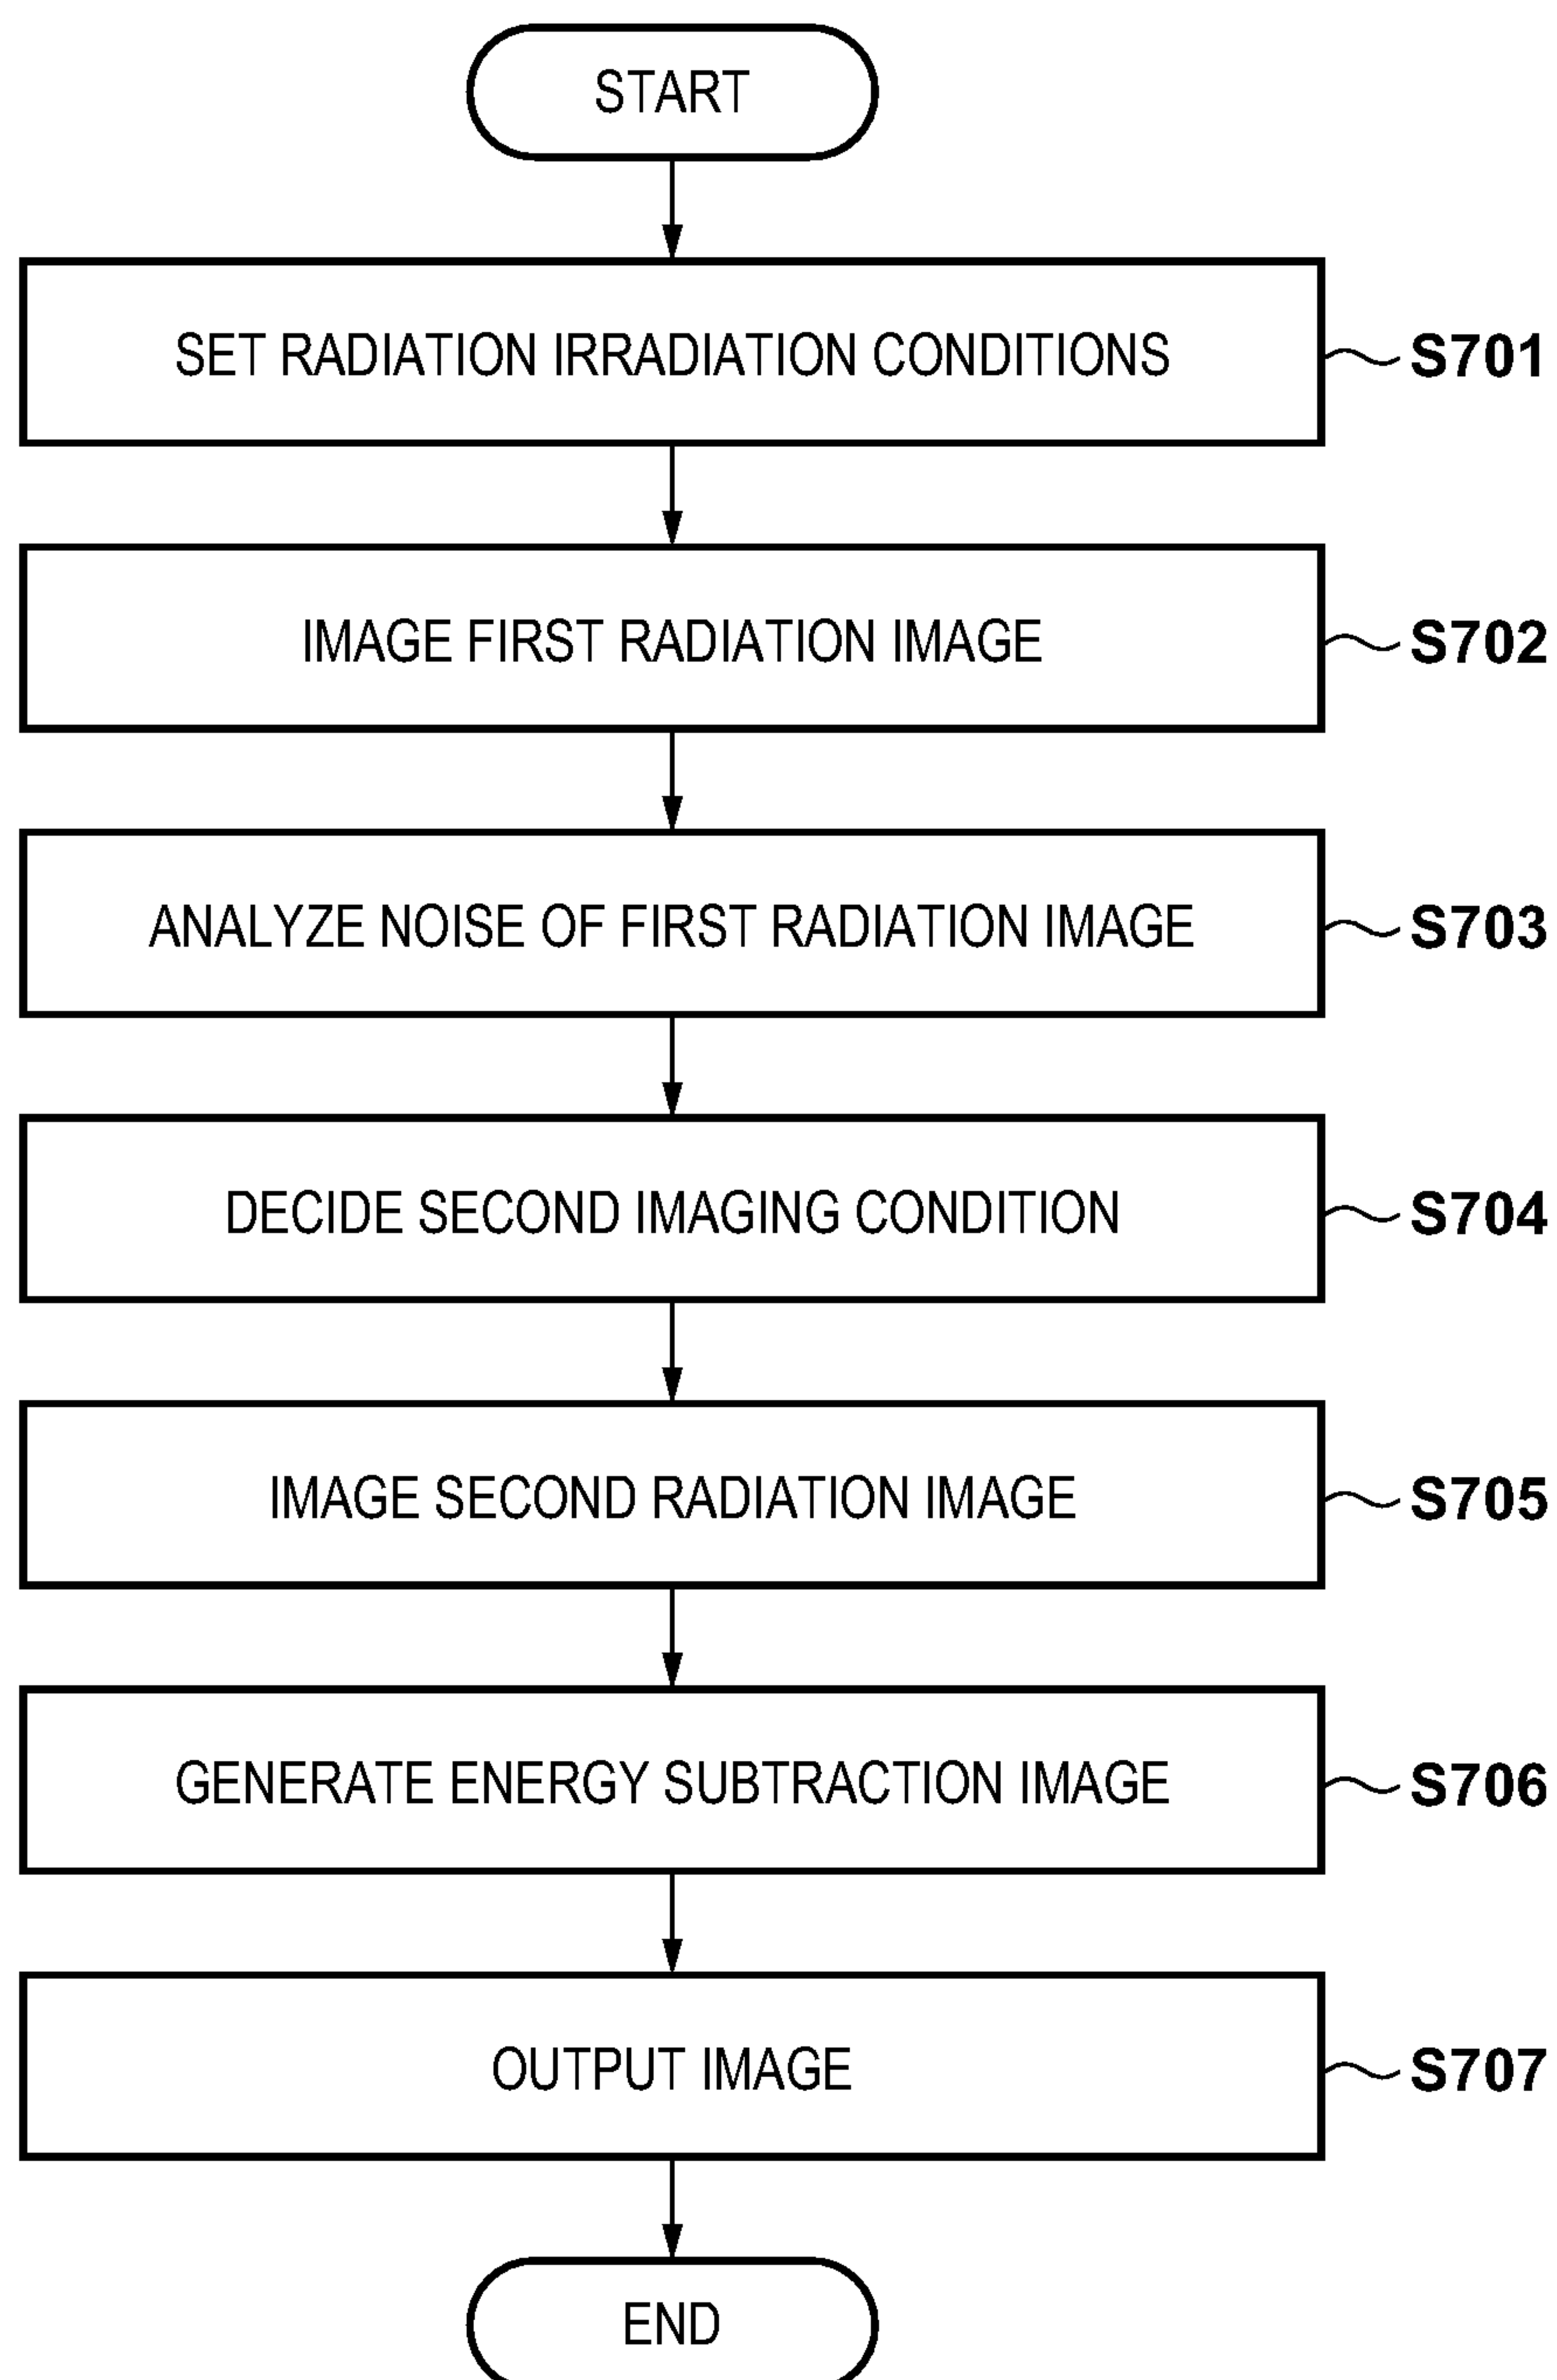 START
SET RADIATION IRRADIATION CONDITIONS
S701
IMAGE FIRST RADIATION IMAGE
S702
ANALYZE NOISE OF FIRST RADIATION IMAGE
S703
DECIDE SECOND IMAGING CONDITION
S704
IMAGE SECOND RADIATION IMAGE
S705
GENERATE ENERGY SUBTRACTION IMAGE
S706
OUTPUT IMAGE
S707
END